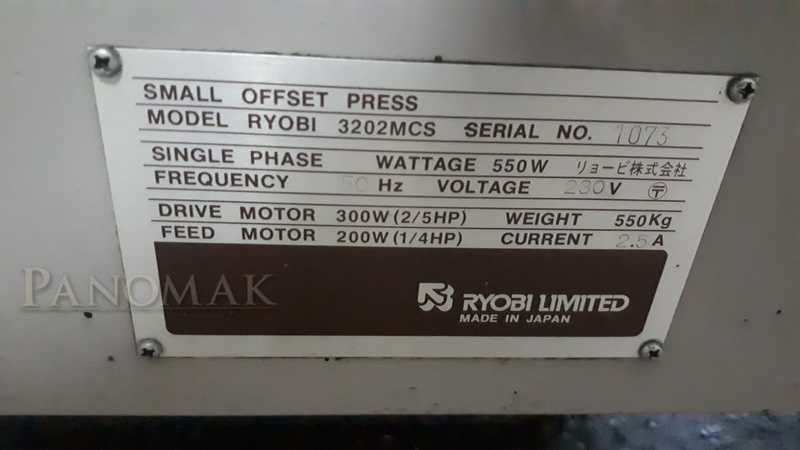 SMALL OFFSET PRESS
MODEL RYOBI 3202MCS SERIAL NO. 1073
SINGLE PHASE WATTAGE 550W リョービ株式会社
FREQUENCY 50 Hz VOLTAGE 230 V 〶
DRIVE MOTOR 300W (2/5HP) WEIGHT 550Kg
FEED MOTOR 200W (1/4HP) CURRENT 2.5 A
PANOMAK
RYOBI LIMITED
MADE IN JAPAN